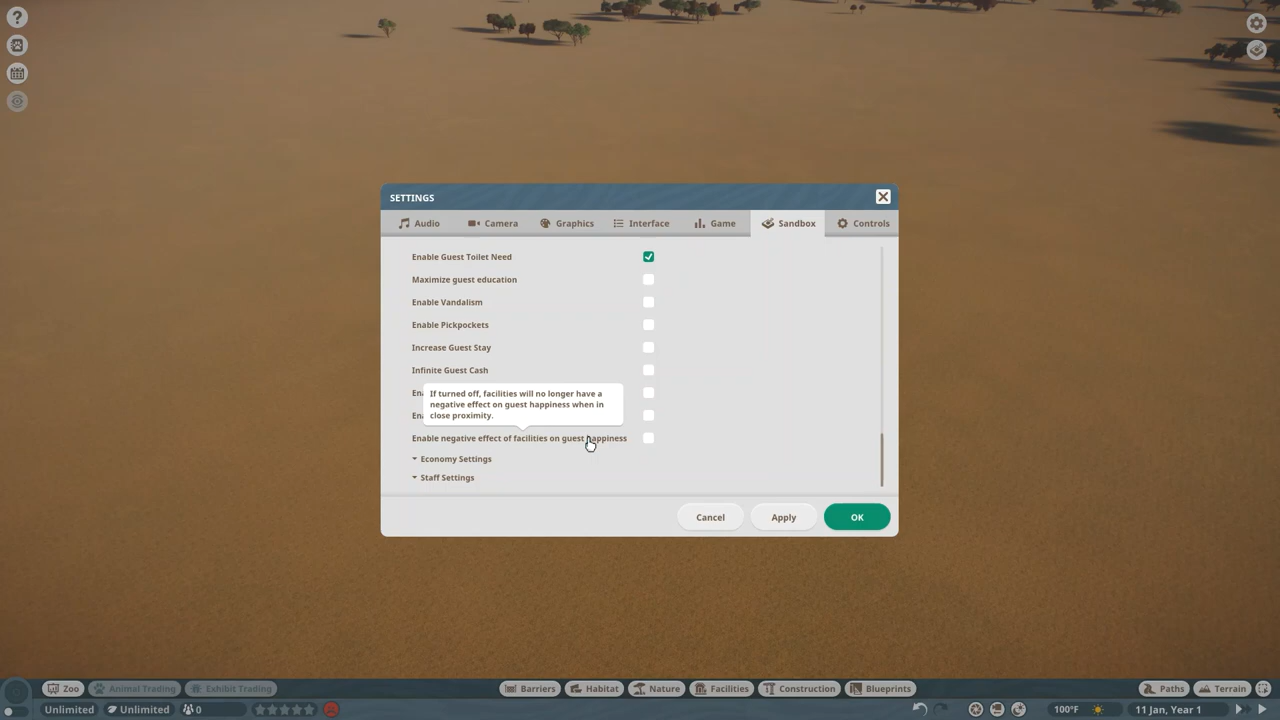 ?
SETTINGS
Audio
Camera
Graphics
Interface
Game
Sandbox
Controls
Enable Guest Toilet Need
Maximize guest education
Enable Vandalism
Enable Pickpockets
Increase Guest Stay
Infinite Guest Cash
If turned off, facilities will no longer have a
negative effect on guest happiness when in
close proximity.
Enable negative effect of facilities on guest happiness
Economy Settings
Staff Settings
Cancel
Apply
OK
Zoo
Animal Trading
Exhibit Trading
Barriers
Habitat
Nature
Facilities
Construction
Blueprints
Paths
Terrain
Unlimited
Unlimited
0
100°F
11 Jan, Year 1